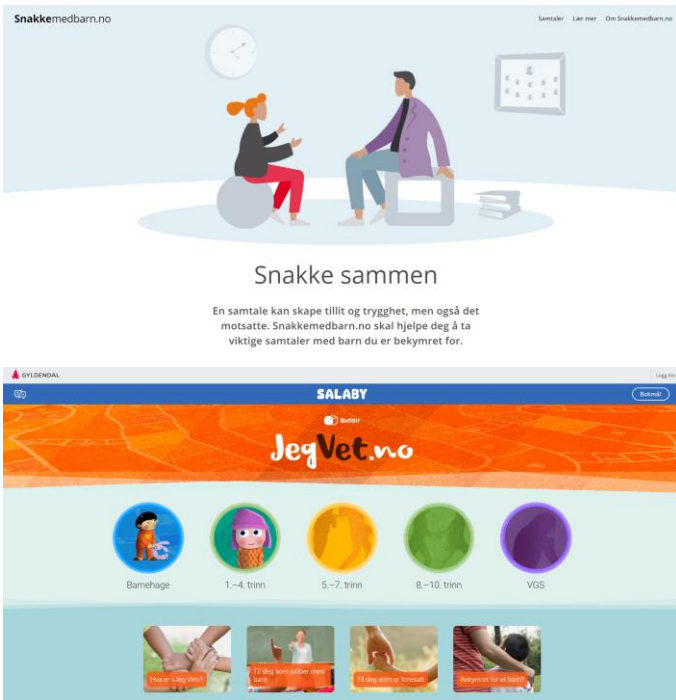 Snakkemedbarn.no
Samtaler Lær mer Om Snakkemedbarn.no
Snakke sammen
En samtale kan skape tillit og trygghet, men også det
motsatte. Snakkemedbarn.no skal hjelpe deg å ta
viktige samtaler med barn du er bekymret for.
GYLDENDAL
Logg inn
SALABY
Bokmål
Bufdir
JegVet.no
Barnehage
1.–4. trinn
5.–7. trinn
8.–10. trinn
VGS
Hva er «Jeg Vet»?
Til deg som jobber med
barn
Til deg som er foresatt
Bekymret for et barn?